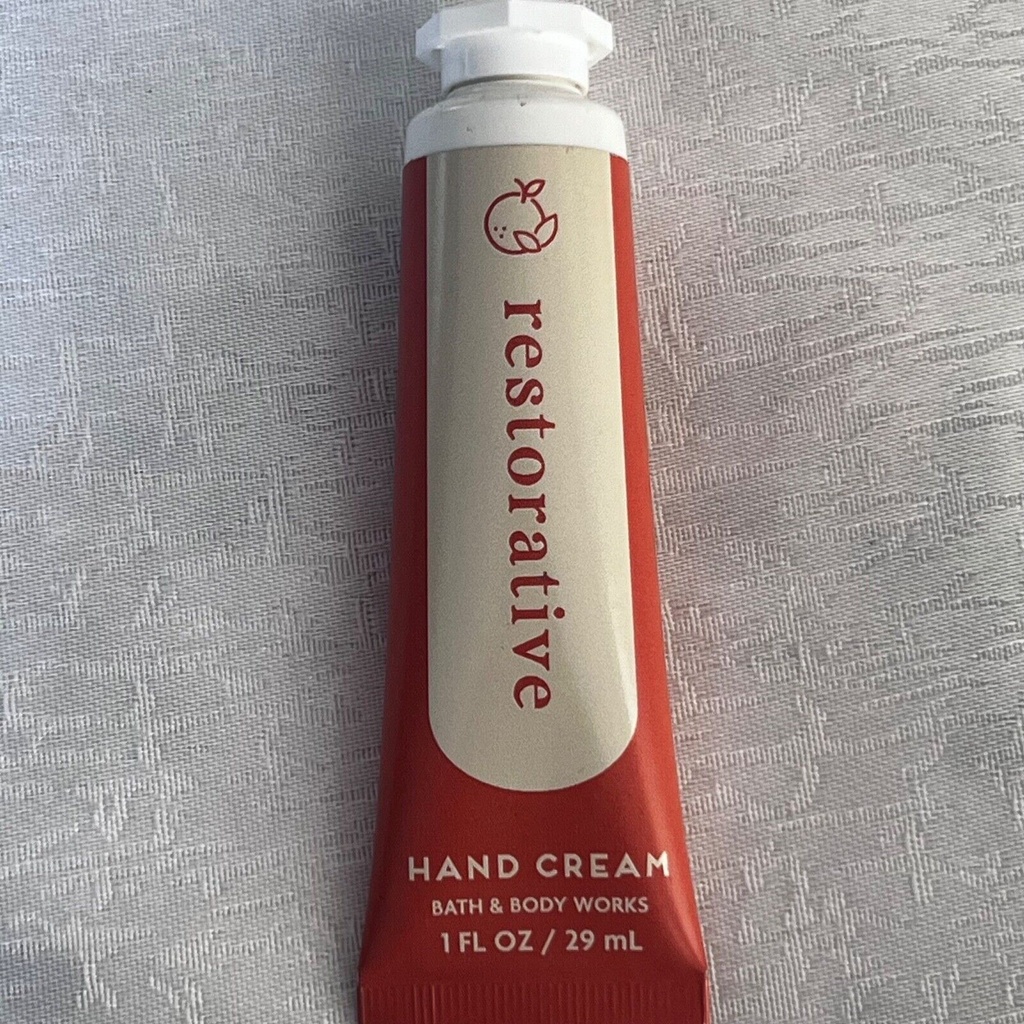 restorative
HAND CREAM
BATH & BODY WORKS
1 FL OZ / 29 mL